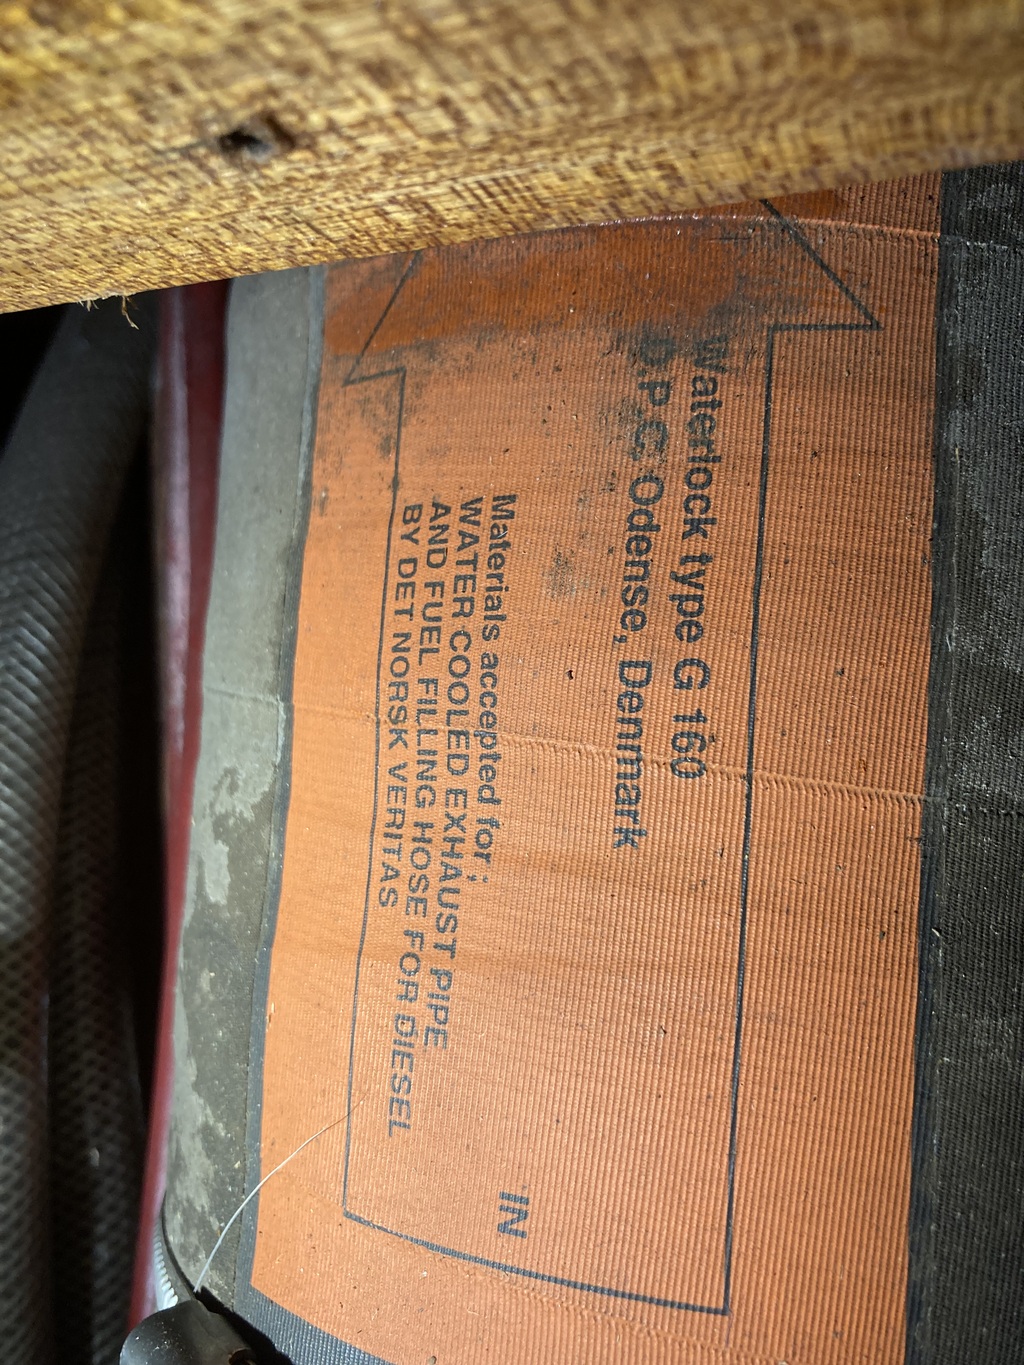 Waterlock type G 160
D P C Odense, Denmark
Materials accepted for;
WATER COOLED EXHAUST PIPE
AND FUEL FILLING HOSE FOR DIESEL
BY DET NORSK VERITAS
IN